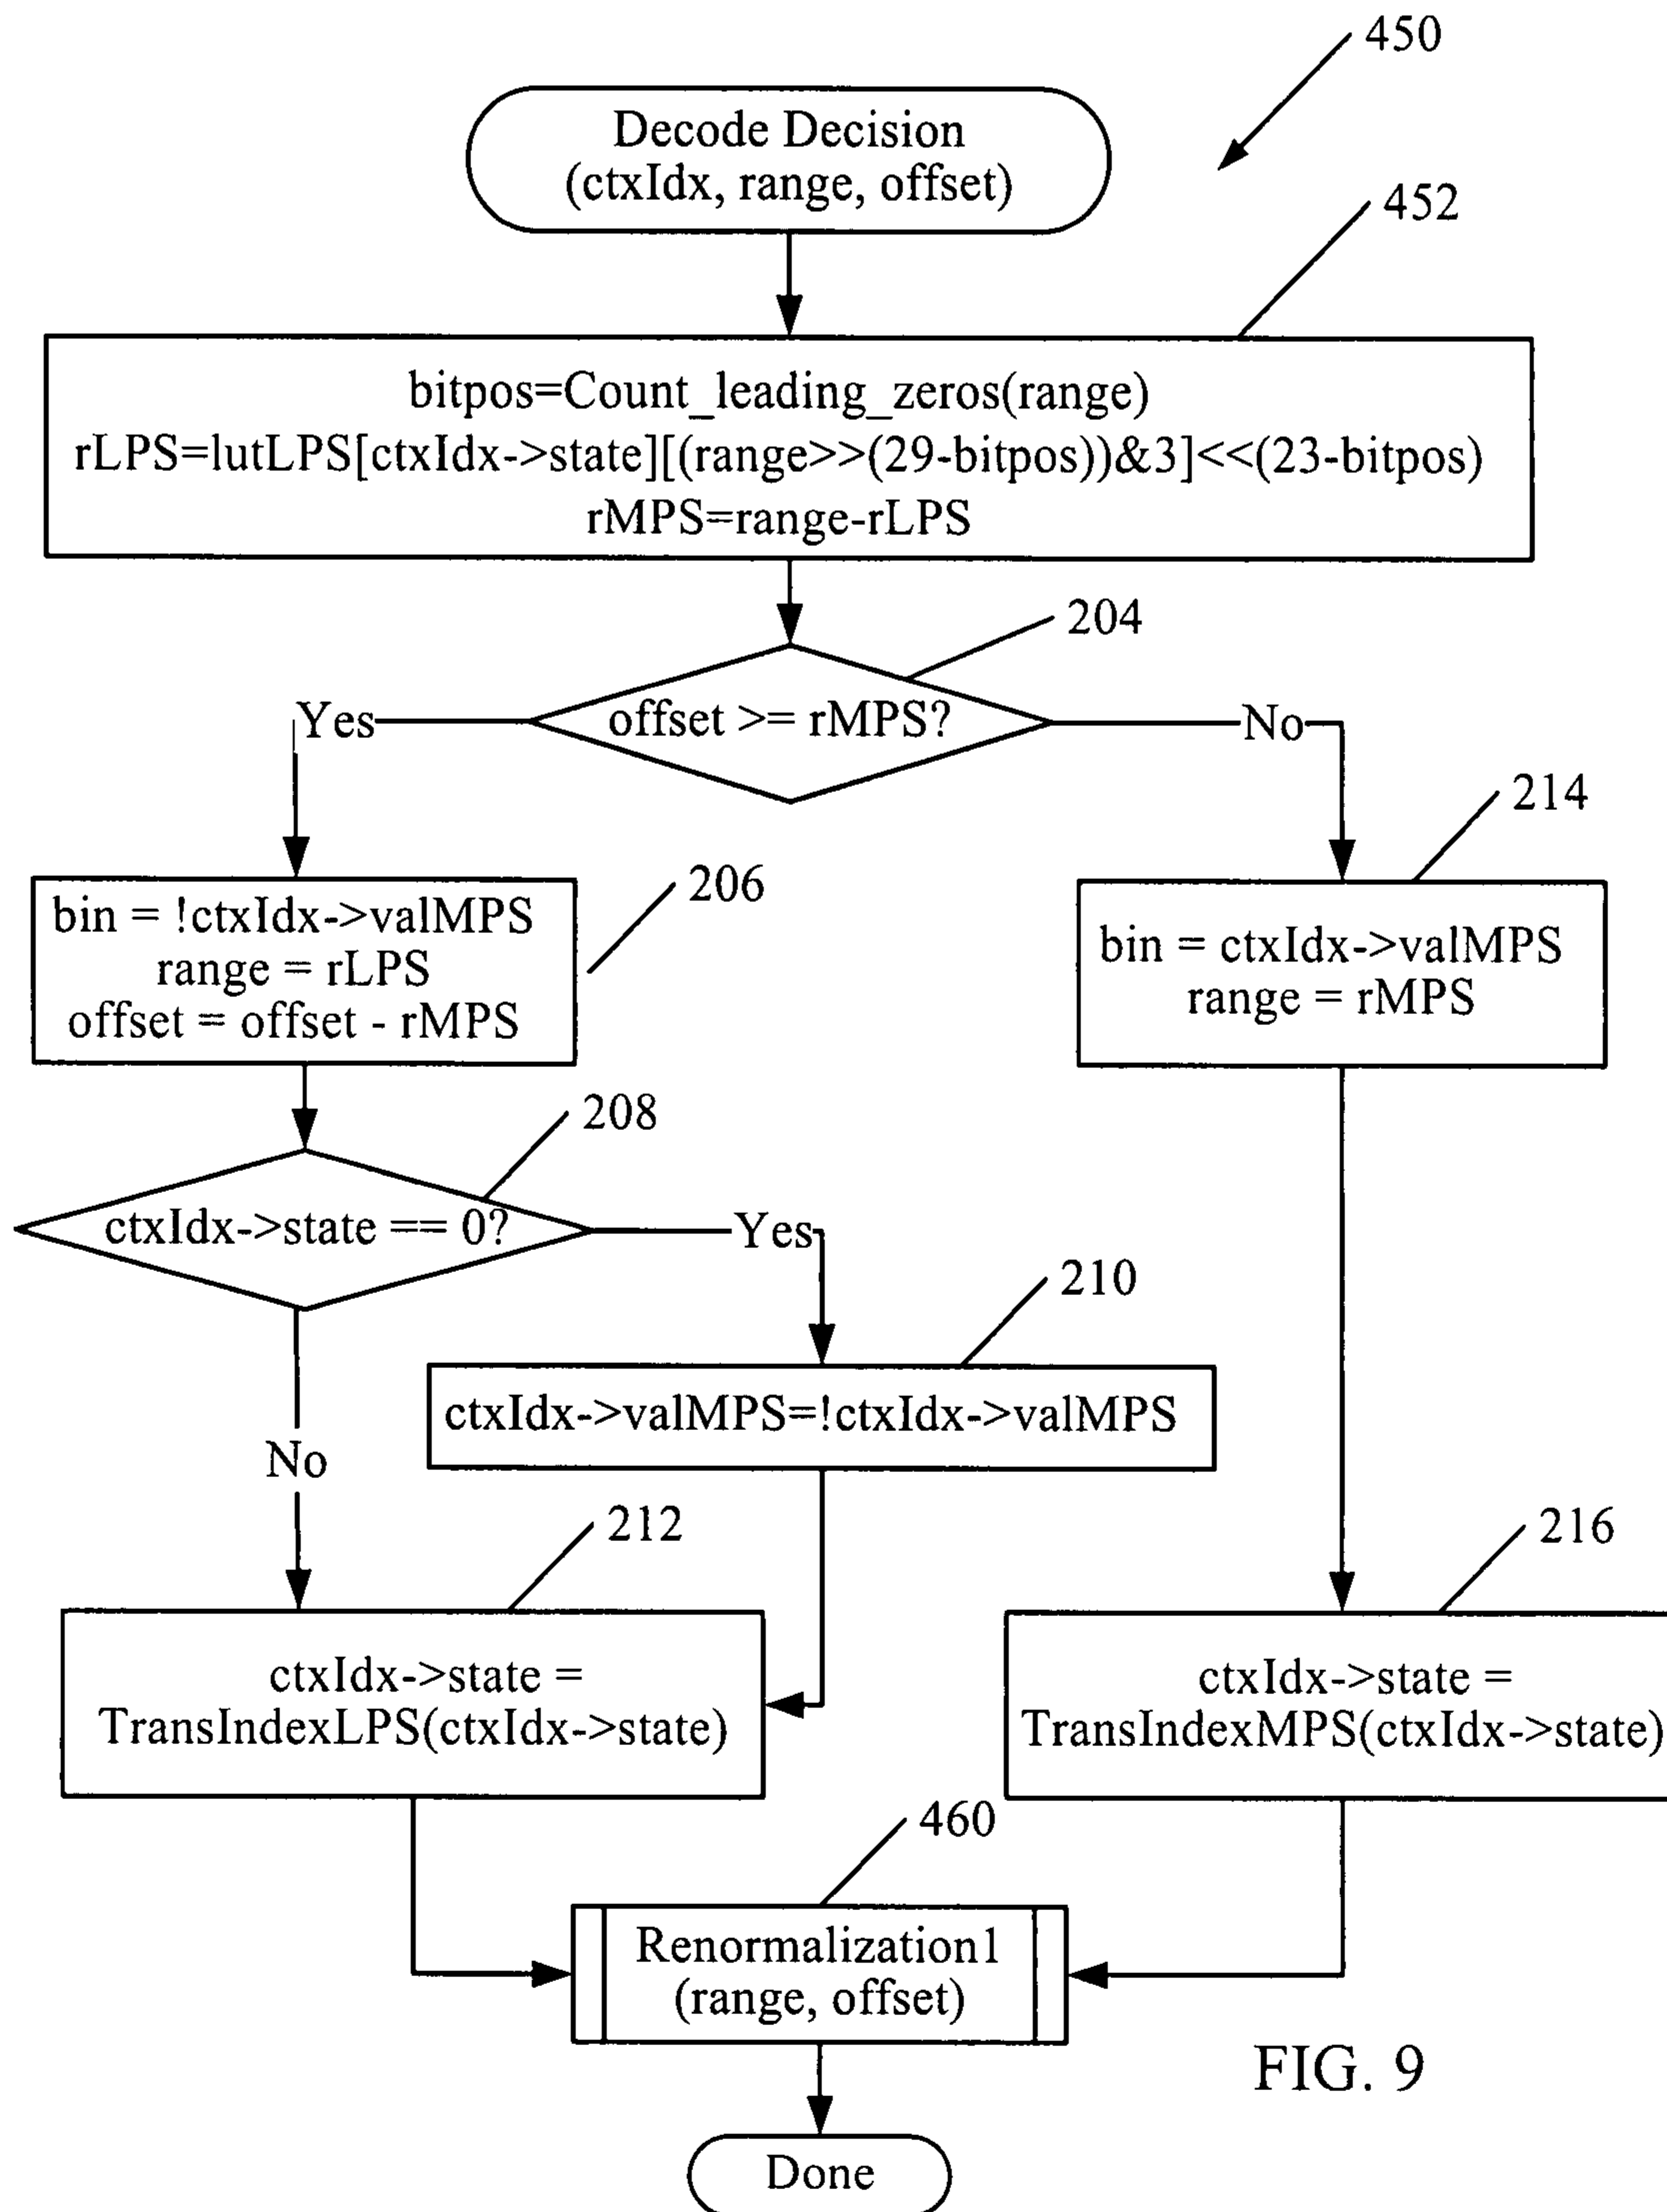 450
Decode Decision
(ctxIdx, range, offset)
452
bitpos=Count_leading_zeros(range)
rLPS=lutLPS[ctxIdx->state][(range>>(29-bitpos))&3]<<(23-bitpos)
rMPS=range-rLPS
204
offset >= rMPS?
Yes
No
214
206
bin = !ctxIdx->valMPS
range = rLPS
offset = offset - rMPS
bin = ctxIdx->valMPS
range = rMPS
208
ctxIdx->state == 0?
Yes
210
ctxIdx->valMPS=!ctxIdx->valMPS
No
212
216
ctxIdx->state =
TransIndexLPS(ctxIdx->state)
ctxIdx->state =
TransIndexMPS(ctxIdx->state)
460
Renormalization1
(range, offset)
FIG. 9
Done